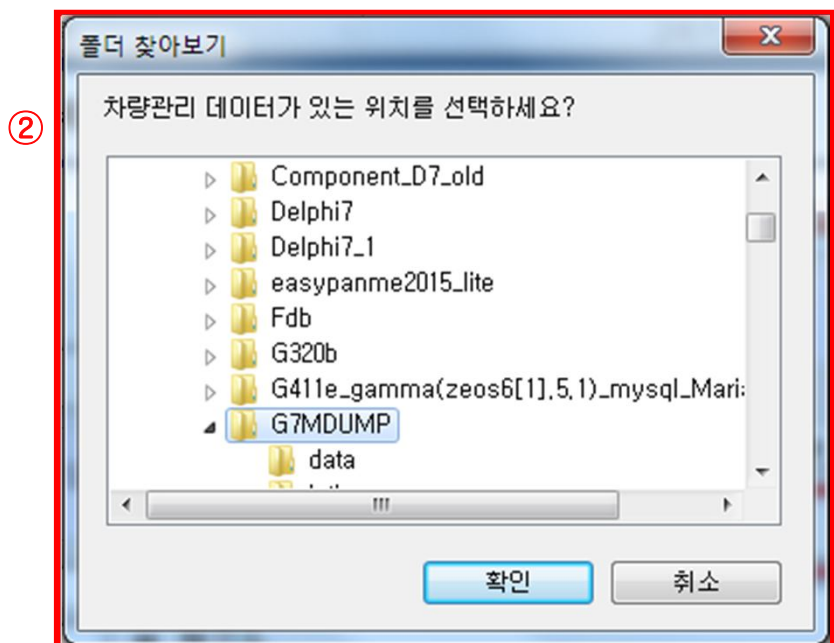 폴더 찾아보기
②
차량관리 데이터가 있는 위치를 선택하세요?
Component_D7_old
Delphi7
Delphi7_1
easypanme2015_lite
Fdb
G320b
G411e_gamma(zeos6[1],5,1)_mysql_Mari
G7MDUMP
data
확인
취소